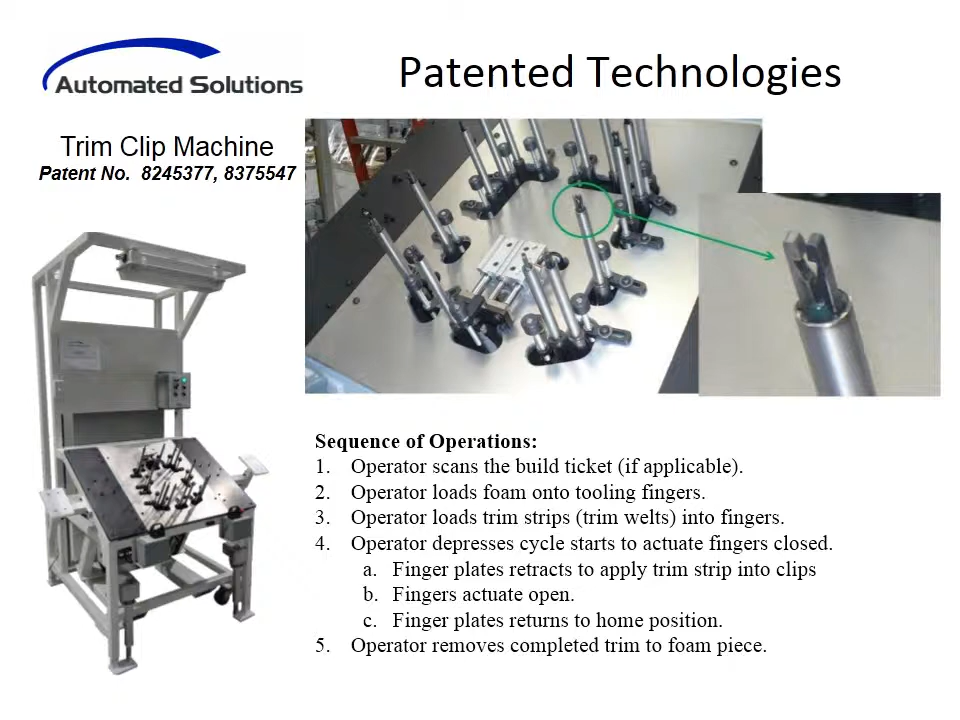 Automated Solutions
Patented Technologies
Trim Clip Machine
Patent No. 8245377, 8375547
Sequence of Operations:
1. Operator scans the build ticket (if applicable).
2. Operator loads foam onto tooling fingers.
3. Operator loads trim strips (trim welts) into fingers.
4. Operator depresses cycle starts to actuate fingers closed.
a. Finger plates retracts to apply trim strip into clips
b. Fingers actuate open.
c. Finger plates returns to home position.
5. Operator removes completed trim to foam piece.